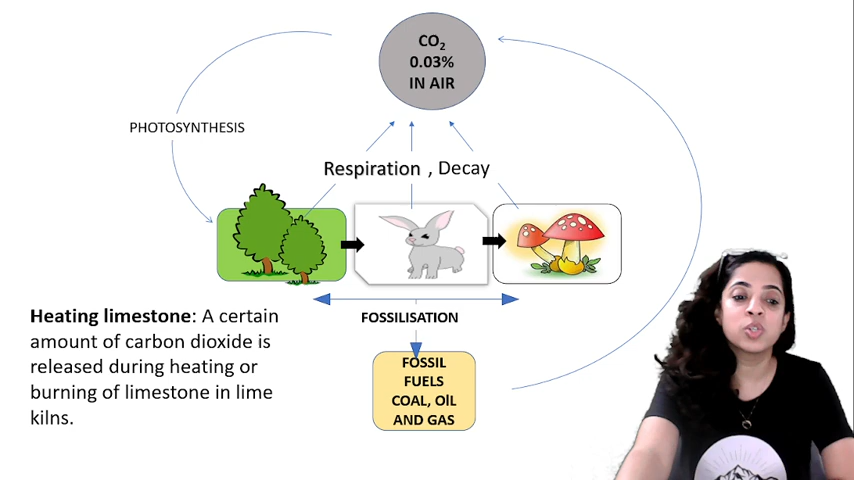 CO₂
0.03%
IN AIR
PHOTOSYNTHESIS
Respiration , Decay
FOSSILISATION
Heating limestone: A certain
amount of carbon dioxide is
released during heating or
burning of limestone in lime
kilns.
FOSSIL
FUELS
COAL, OIL
AND GAS